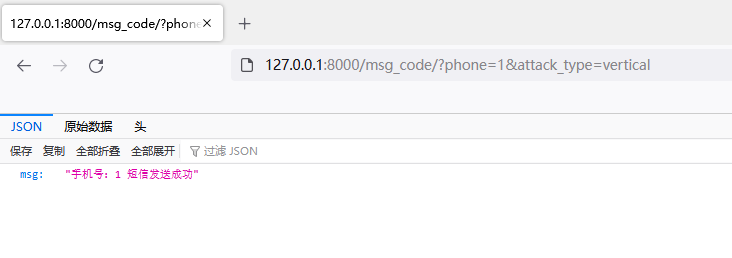 127.0.0.1:8000/msg_code/?phone
127.0.0.1:8000/msg_code/?phone=1&attack_type=vertical
JSON 原始数据 头
保存 复制 全部折叠 全部展开 过滤 JSON
msg: "手机号：1 短信发送成功"